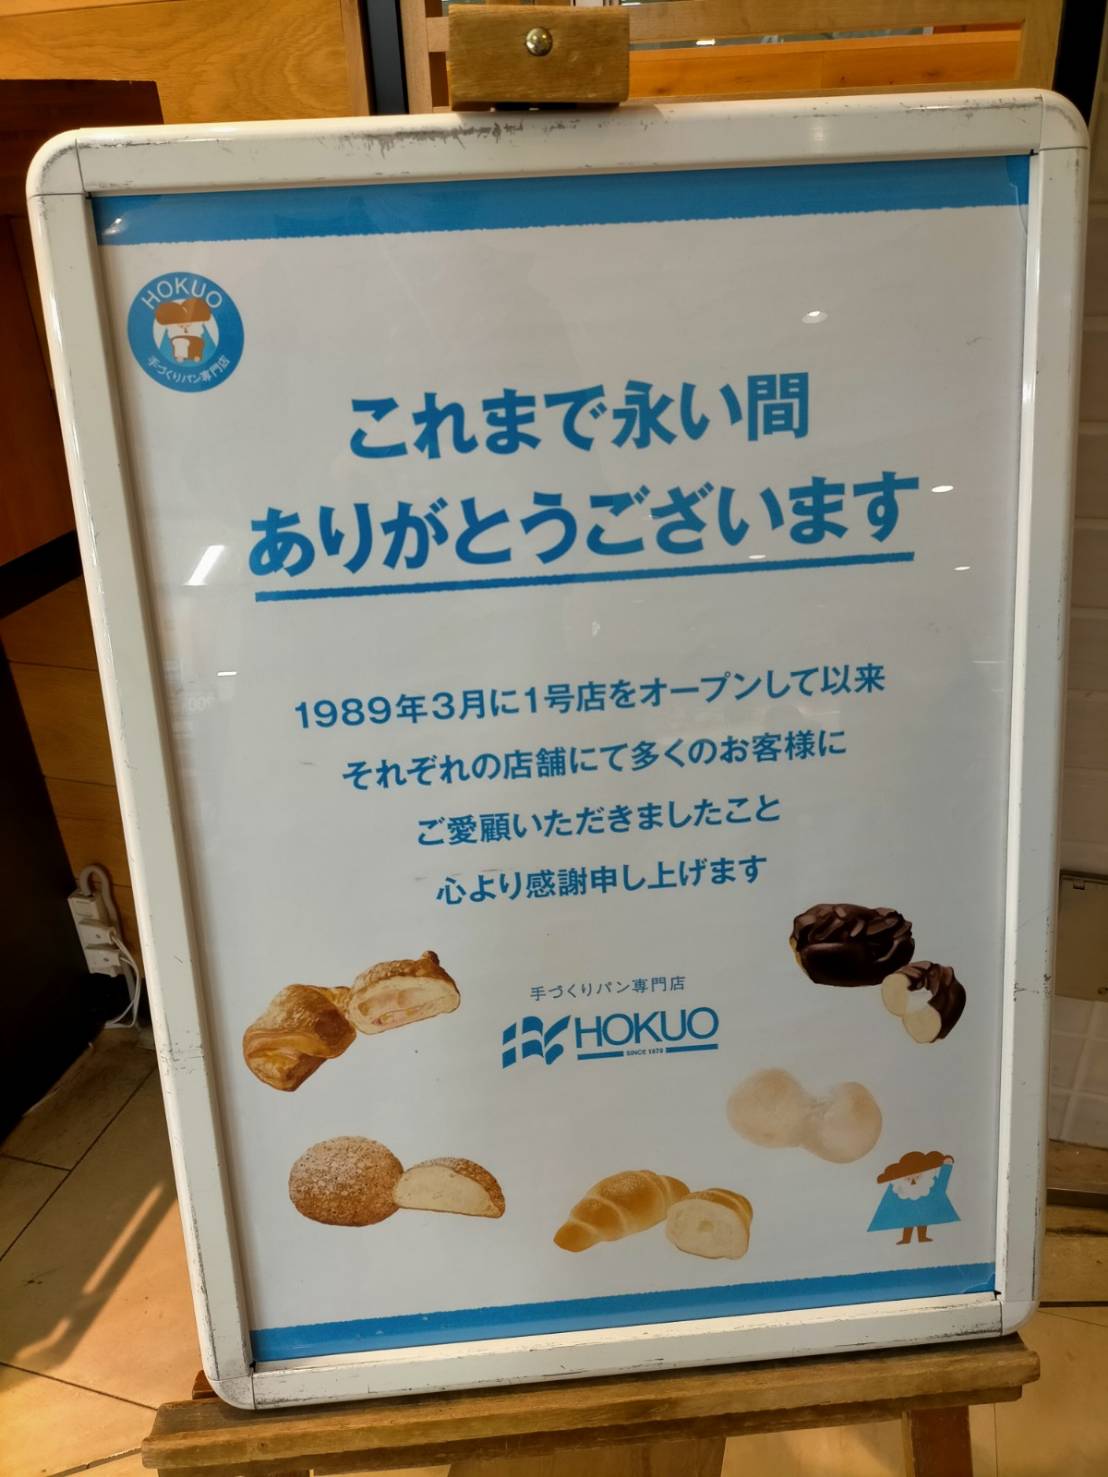 HOKUO
手づくりパン専門店
これまで永い間
ありがとうございます
1989年3月に1号店をオープンして以来
それぞれの店舗にて多くのお客様に
ご愛顧いただきましたこと
心より感謝申し上げます
手づくりパン専門店
HOKUO
SINCE 1979